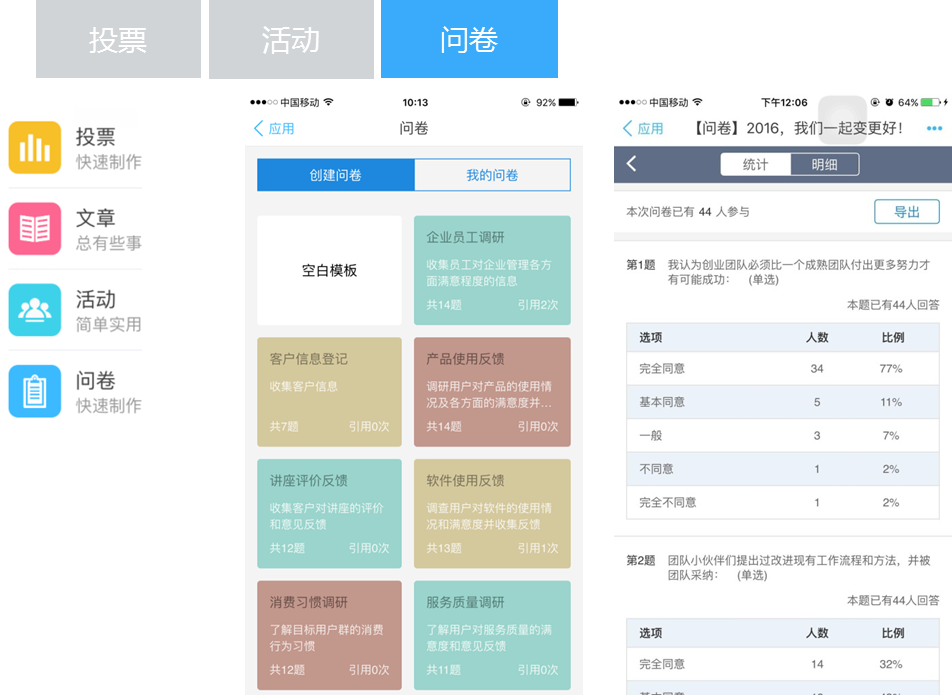 投票
活动
问卷
投票
快速制作
文章
总有些事
活动
简单实用
问卷
快速制作
中国移动
10:13
92%
应用
问卷
创建问卷
我的问卷
空白模板
企业员工调研
收集员工对企业管理各方
面满意程度的信息
共14题
引用2次
客户信息登记
收集客户信息
共7题
引用0次
产品使用反馈
调研用户对产品的使用情
况及各方面的满意度并...
共14题
引用0次
讲座评价反馈
收集客户对讲座的评价
和意见反馈
共12题
引用0次
软件使用反馈
调查用户对软件的使用情
况和满意度并收集反馈
共13题
引用1次
消费习惯调研
了解目标用户群的消费
行为习惯
共12题
引用0次
服务质量调研
了解用户对服务质量的满
意度和意见反馈
共11题
引用0次
中国移动
下午12:06
64%
应用
【问卷】2016，我们一起变更好！
统计
明细
本次问卷已有 44 人参与
导出
第1题 我认为创业团队必须比一个成熟团队付出更多努力才
有可能成功： (单选)
本题已有44人回答
选项 人数 比例
完全同意 34 77%
基本同意 5 11%
一般 3 7%
不同意 1 2%
完全不同意 1 2%
第2题 团队小伙伴们提出过改进现有工作流程和方法，并被
团队采纳： (单选)
本题已有44人回答
选项 人数 比例
完全同意 14 32%